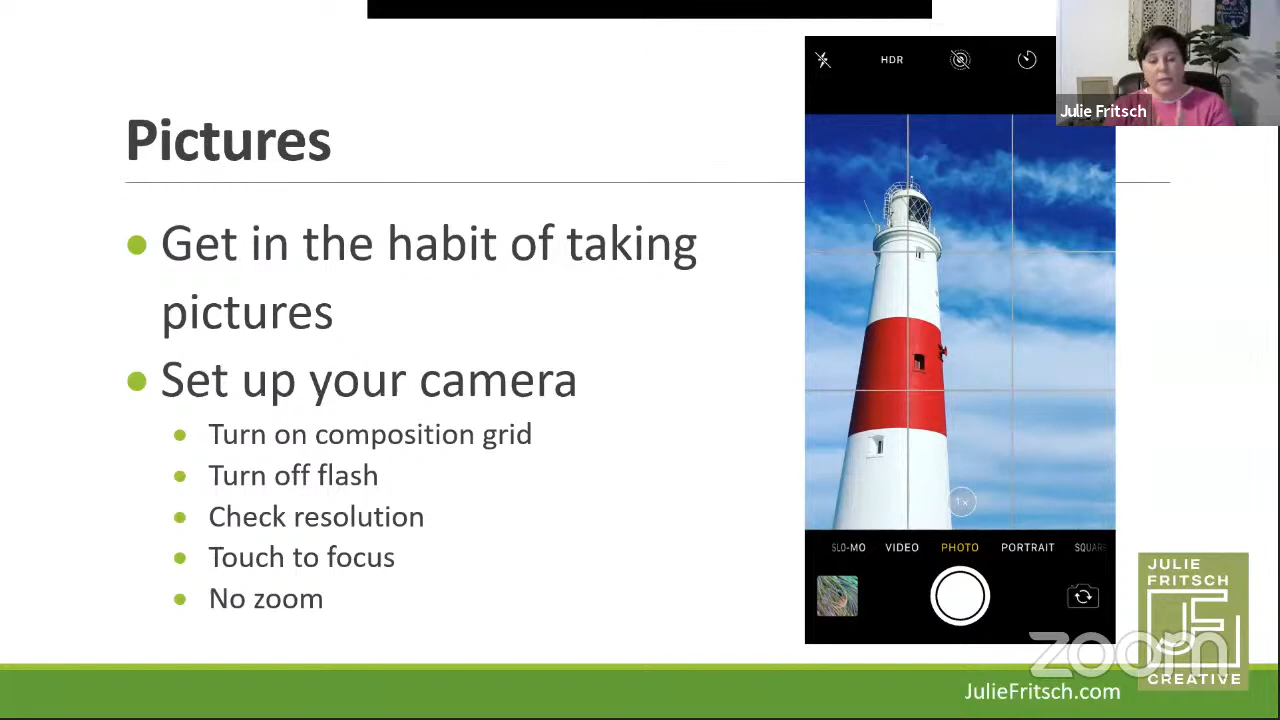 HDR
Julie Fritsch
Pictures
Get in the habit of taking
pictures
Set up your camera
Turn on composition grid
Turn off flash
Check resolution
Touch to focus
No zoom
1×
SLO-MO VIDEO PHOTO PORTRAIT SQUARE
JULIE
FRITSCH
JF
CREATIVE
zoom
JulieFritsch.com